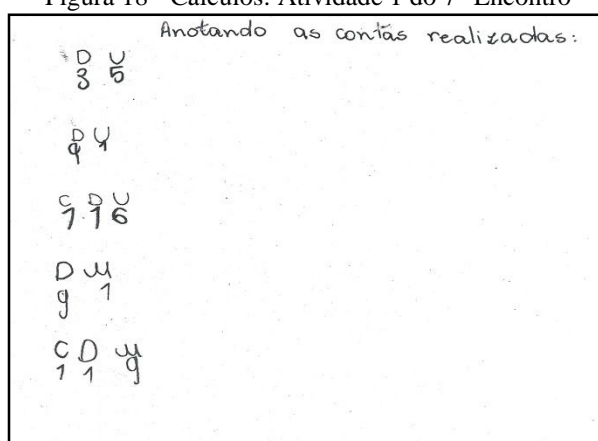 Figura 18 - Cálculos: Atividade 1 do 7º Encontro
Anotando as contas realizadas:
D U
3 5
D U
9 1
C D U
1 1 6
D U
9 1
C D U
1 1 9